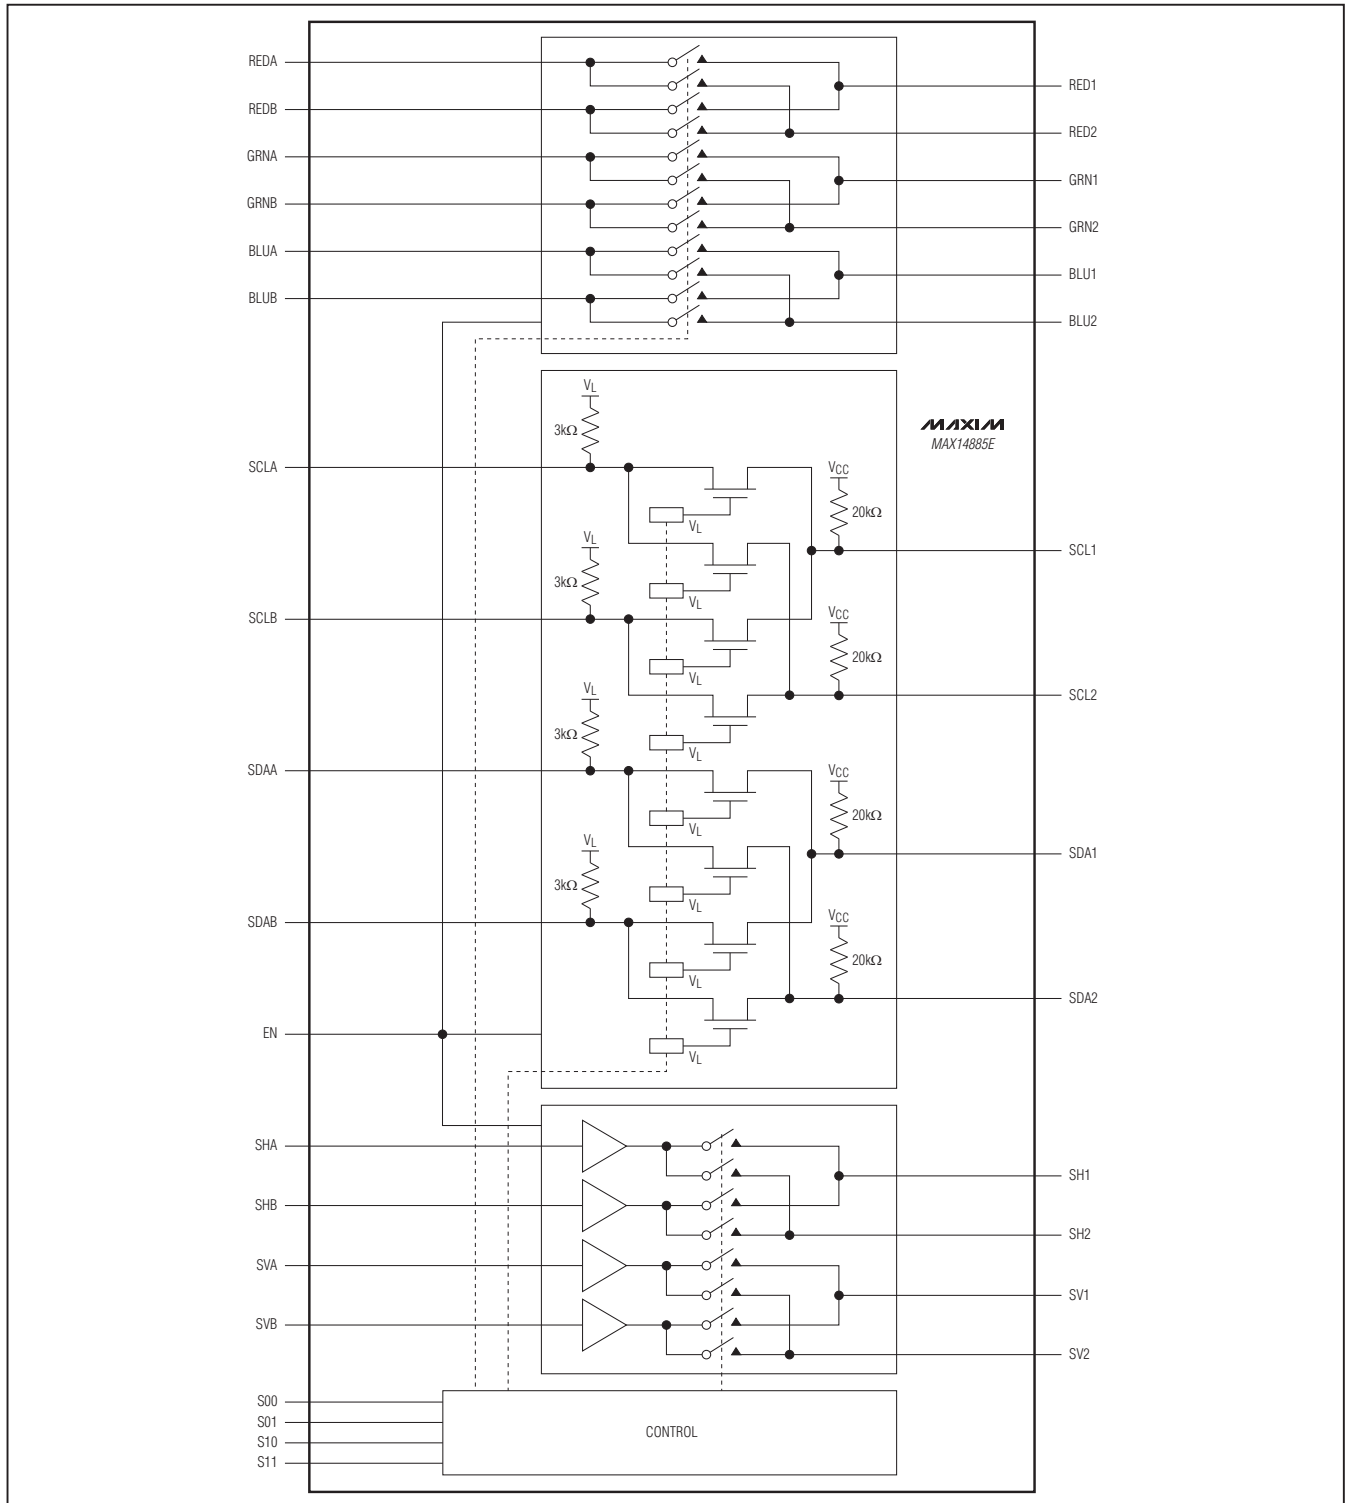 REDA
RED1
REDB
RED2
GRNA
GRN1
GRNB
GRN2
BLUA
BLU1
BLUB
BLU2
VL
3kΩ
MAXIM
MAX14885E
SCLA
VCC
20kΩ
VL
VL
SCL1
3kΩ
VL
SCLB
VCC
20kΩ
VL
VL
SCL2
3kΩ
VL
SDAA
VCC
20kΩ
VL
VL
SDA1
3kΩ
VL
SDAB
VCC
20kΩ
VL
SDA2
EN
VL
SHA
SH1
SHB
SH2
SVA
SV1
SVB
SV2
S00
S01
S10
S11
CONTROL